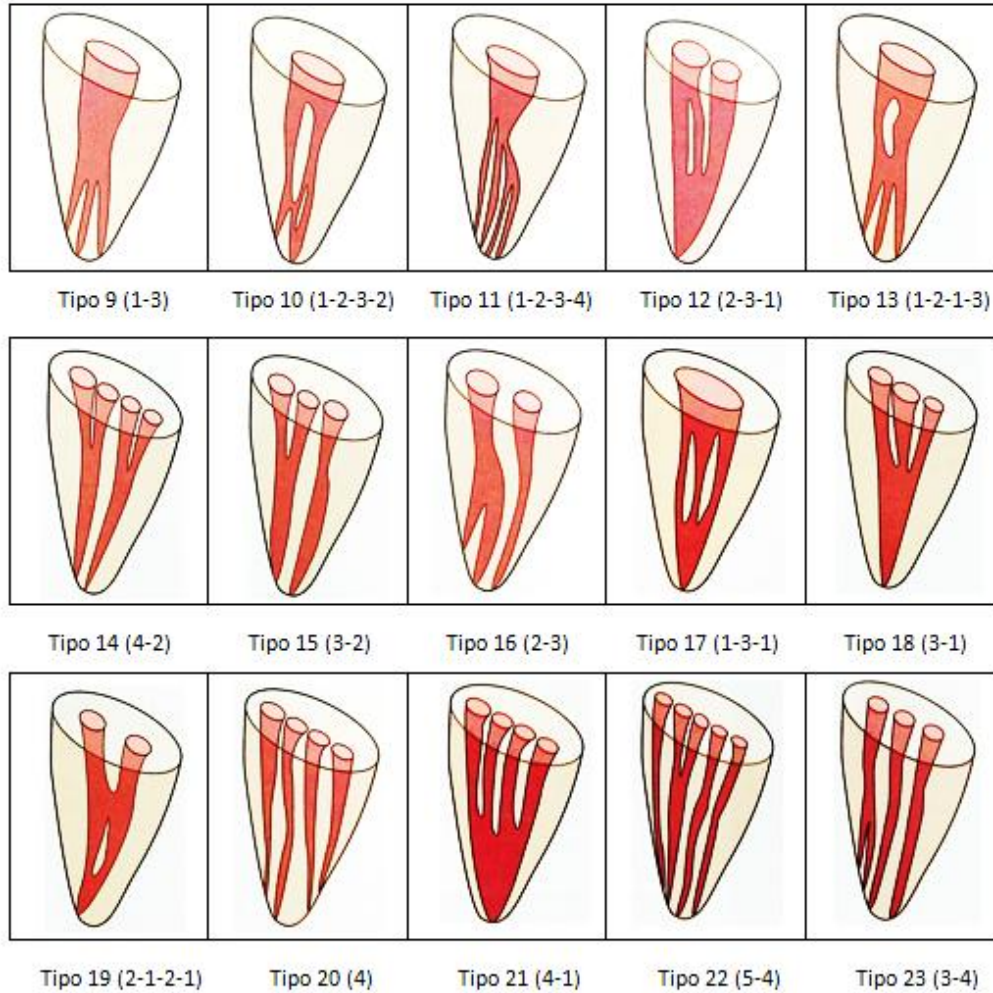 Tipo 9 (1-3) Tipo 10 (1-2-3-2) Tipo 11 (1-2-3-4) Tipo 12 (2-3-1) Tipo 13 (1-2-1-3)
Tipo 14 (4-2) Tipo 15 (3-2) Tipo 16 (2-3) Tipo 17 (1-3-1) Tipo 18 (3-1)
Tipo 19 (2-1-2-1) Tipo 20 (4) Tipo 21 (4-1) Tipo 22 (5-4) Tipo 23 (3-4)